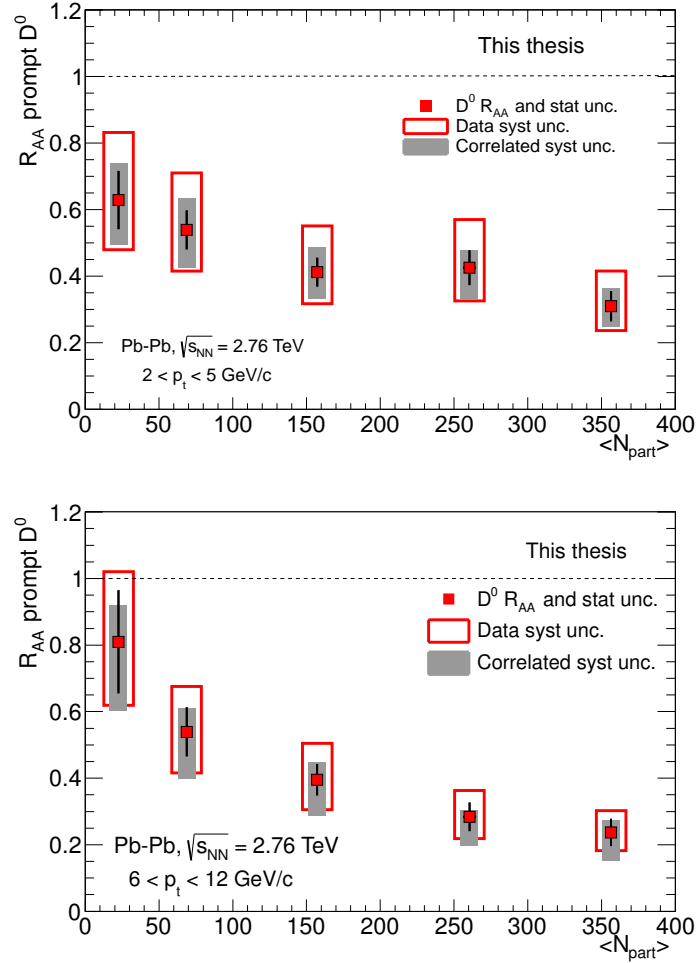 This thesis
D⁰ R_AA and stat unc.
Data syst unc.
Correlated syst unc.
R_AA prompt D⁰
1.2
1
0.8
0.6
0.4
0.2
0
Pb-Pb, √s_NN = 2.76 TeV
2 < p_t < 5 GeV/c
0 50 100 150 200 250 300 350 400
<N_part>
This thesis
D⁰ R_AA and stat unc.
Data syst unc.
Correlated syst unc.
R_AA prompt D⁰
1.2
1
0.8
0.6
0.4
0.2
0
Pb-Pb, √s_NN = 2.76 TeV
6 < p_t < 12 GeV/c
0 50 100 150 200 250 300 350 400
<N_part>